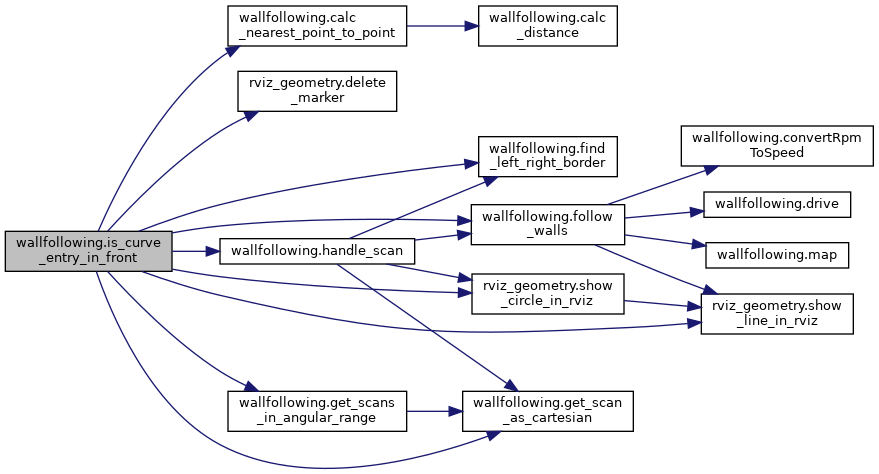 wallfollowing.is_curve
_entry_in_front
wallfollowing.calc
_nearest_point_to_point
wallfollowing.calc
_distance
rviz_geometry.delete
_marker
wallfollowing.find
_left_right_border
wallfollowing.handle_scan
wallfollowing.follow
_walls
wallfollowing.convertRpm
ToSpeed
wallfollowing.drive
wallfollowing.map
rviz_geometry.show
_circle_in_rviz
rviz_geometry.show
_line_in_rviz
wallfollowing.get_scans
_in_angular_range
wallfollowing.get_scan
_as_cartesian